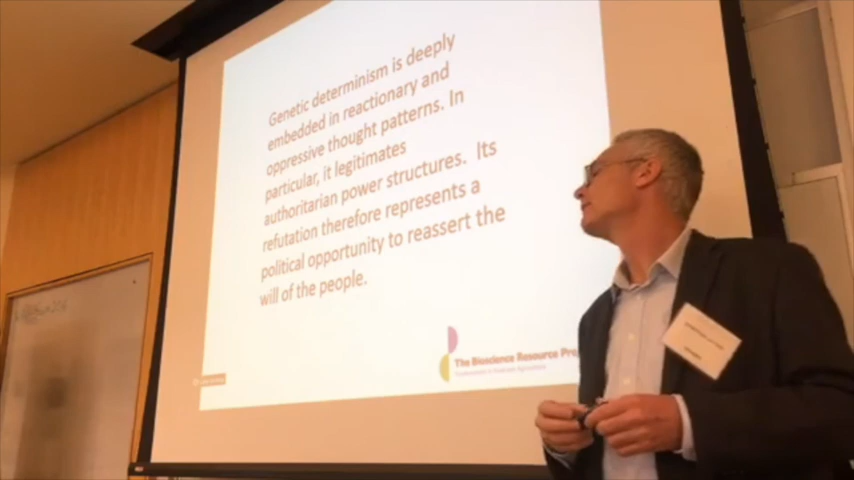 Genetic determinism is deeply
embedded in reactionary and
oppressive thought patterns. In
particular, it legitimates
authoritarian power structures. Its
refutation therefore represents a
political opportunity to reassert the
will of the people.
The Bioscience Resource Pro